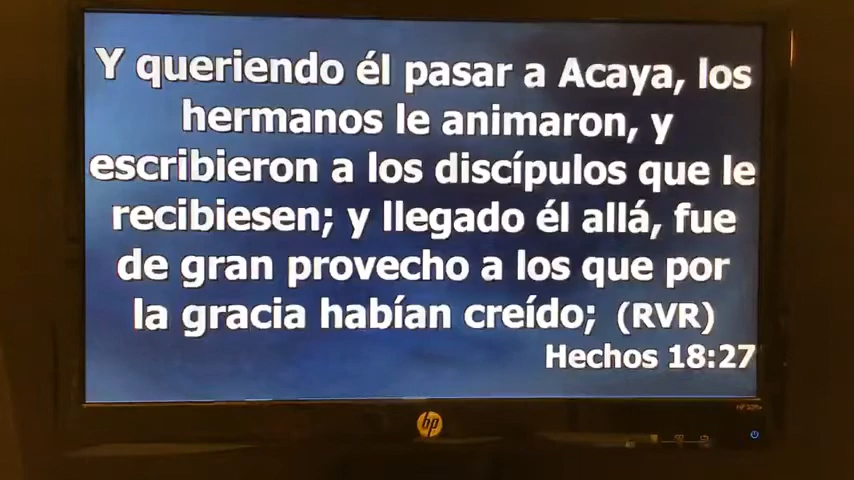 Y queriendo él pasar a Acaya, los
hermanos le animaron, y
escribieron a los discípulos que le
recibiesen; y llegado él allá, fue
de gran provecho a los que por
la gracia habían creído; (RVR)
Hechos 18:27
hp